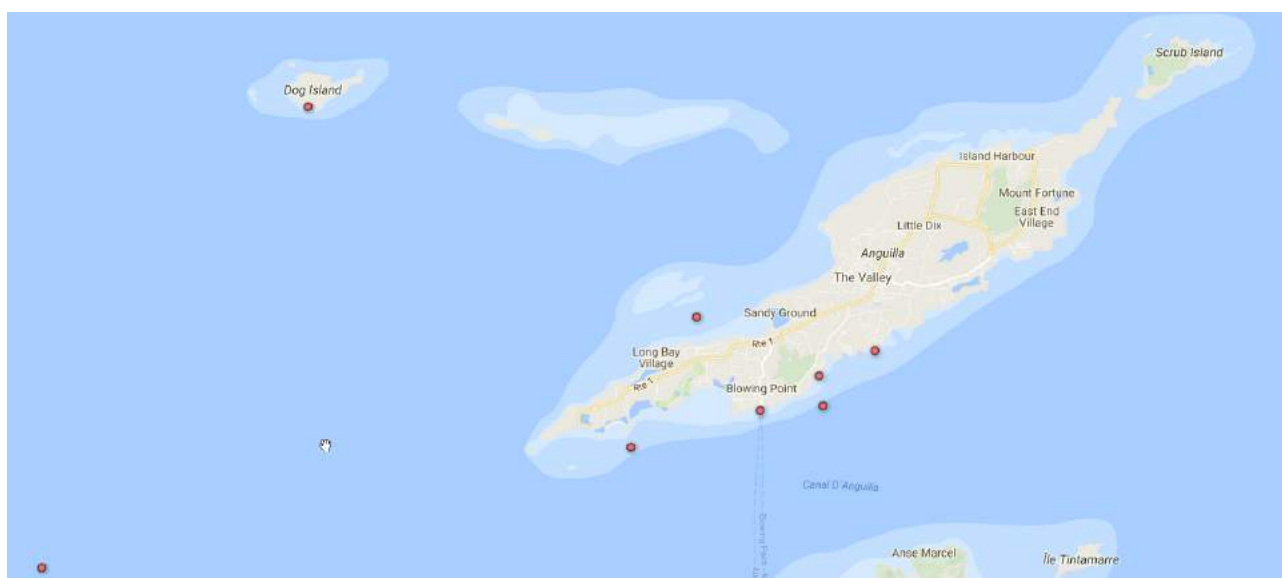 Scrub Island
Dog Island
Island Harbour
Mount Fortune
East End
Village
Little Dix
Anguilla
The Valley
Sandy Ground
Rte 1
Long Bay
Village
Rte 1
Blowing Point
Canal D'Anguilla
Anse Marcel
Île Tintamarre